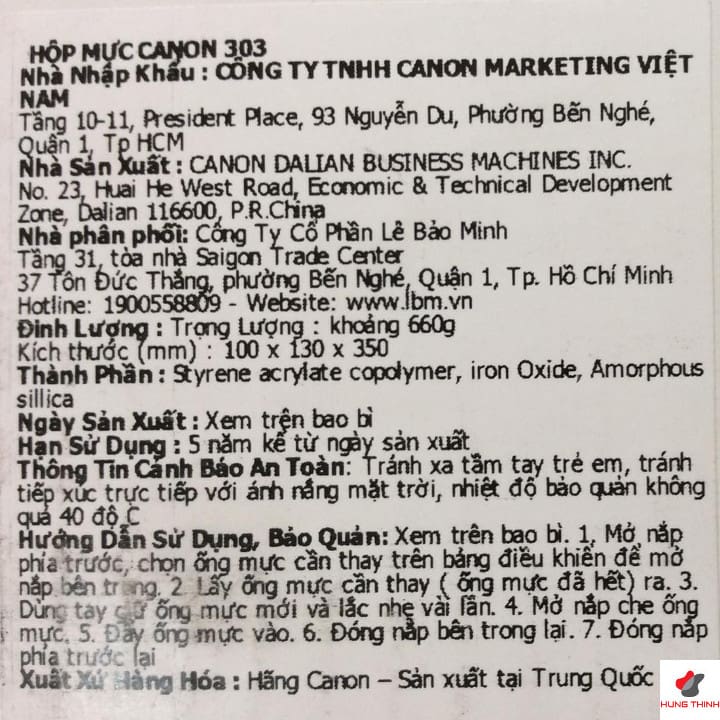 HỘP MỰC CANON 303
Nhà Nhập Khẩu : CÔNG TY TNHH CANON MARKETING VIỆT
NAM
Tầng 10-11, President Place, 93 Nguyễn Du, Phường Bến Nghé,
Quận 1, Tp HCM
Nhà Sản Xuất : CANON DALIAN BUSINESS MACHINES INC.
No. 23, Huai He West Road, Economic & Technical Development
Zone, Dalian 116600, P.R.China
Nhà phân phối: Công Ty Cổ Phần Lê Bảo Minh
Tầng 31, tòa nhà Saigon Trade Center
37 Tôn Đức Thắng, phường Bến Nghé, Quận 1, Tp. Hồ Chí Minh
Hotline: 1900558809 - Website: www.lbm.vn
Đinh Lượng : Trọng Lượng : khoảng 660g
Kích thước (mm) : 100 x 130 x 350
Thành Phần : Styrene acrylate copolymer, iron Oxide, Amorphous
sillica
Ngày Sản Xuất : Xem trên bao bì
Hạn Sử Dụng : 5 năm kể từ ngày sản xuất
Thông Tin Cảnh Báo An Toàn: Tránh xa tầm tay trẻ em, tránh
tiếp xúc trực tiếp với ánh nắng mặt trời, nhiệt độ bảo quản không
quá 40 độ C
Hướng Dẫn Sử Dụng, Bảo Quản: Xem trên bao bì. 1. Mở nắp
phía trước, chọn ống mực cần thay trên bảng điều khiên để mở
nắp bên trong. 2. Lấy ống mực cần thay ( ống mực đã hết) ra. 3.
Dùng tay giữ ống mực mới và lắc nhẹ vài lần. 4. Mở nắp che ống
mực. 5. Đẩy ống mực vào. 6. Đóng nắp bên trong lại. 7. Đóng nắp
phía trước lại
Xuất Xứ Hàng Hóa : Hãng Canon – Sản xuất tại Trung Quốc
HUNG THINH